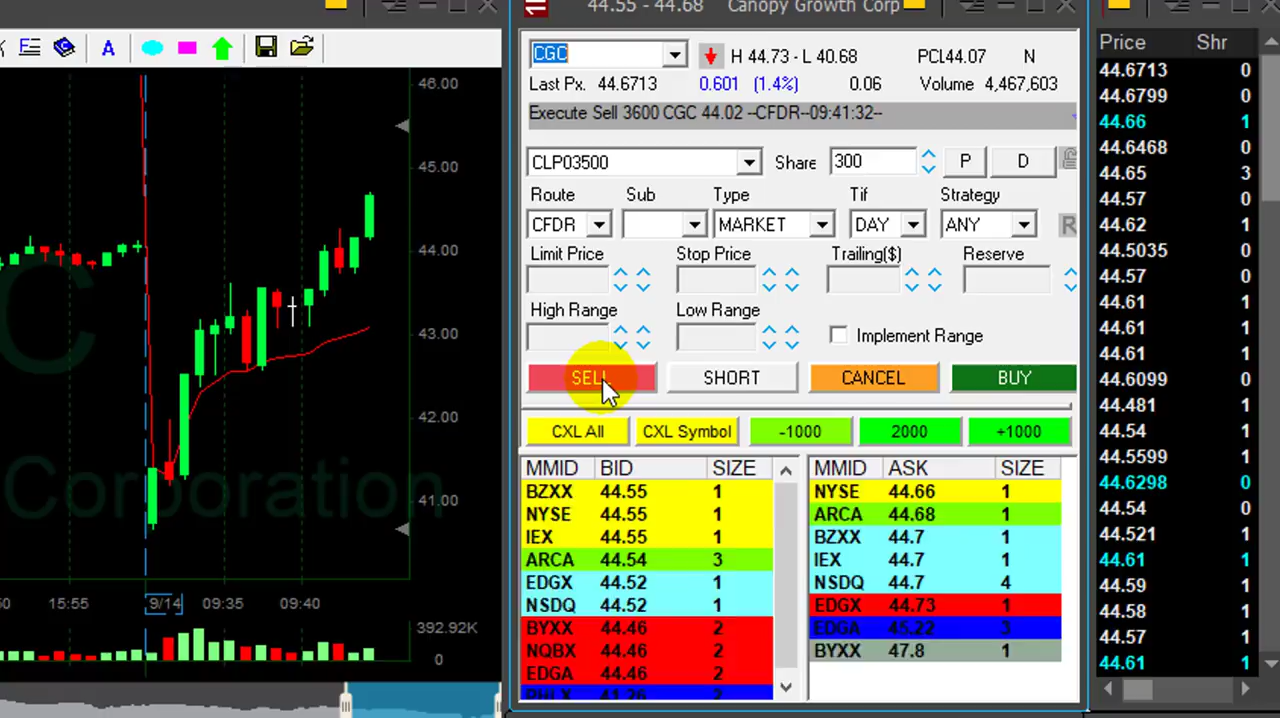 44.55 - 44.68 Canopy Growth Corp
A
CGC H 44.73 - L 40.68 PCL44.07 N
Last Px. 44.6713 0.601 (1.4%) 0.06 Volume 4,467,603
Execute Sell 3600 CGC 44.02 --CFDR--09:41:32--
CLP03500 Share 300 P D
Route Sub Type Tif Strategy
CFDR MARKET DAY ANY R
Limit Price Stop Price Trailing($) Reserve
High Range Low Range
Implement Range
SELL SHORT CANCEL BUY
CXL All CXL Symbol -1000 2000 +1000
MMID BID SIZE
BZXX 44.55 1
NYSE 44.55 1
IEX 44.55 1
ARCA 44.54 3
EDGX 44.52 1
NSDQ 44.52 1
BYXX 44.46 2
NQBX 44.46 2
EDGA 44.46 2
PHLX 41.26 2
MMID ASK SIZE
NYSE 44.66 1
ARCA 44.68 1
BZXX 44.7 1
IEX 44.7 1
NSDQ 44.7 4
EDGX 44.73 1
EDGA 45.22 3
BYXX 47.8 1
Price Shr
44.6713 0
44.6799 0
44.66 1
44.6468 0
44.65 3
44.57 0
44.62 1
44.5035 0
44.57 0
44.61 1
44.61 1
44.61 1
44.6099 0
44.481 1
44.54 0
44.5599 0
44.6298 0
44.54 0
44.521 1
44.61 1
44.59 1
44.58 1
44.57 1
44.61 1
46.00
45.00
44.00
43.00
42.00
41.00
C
Corporation
50 15:55 9/14 09:35 09:40
392.92K
0